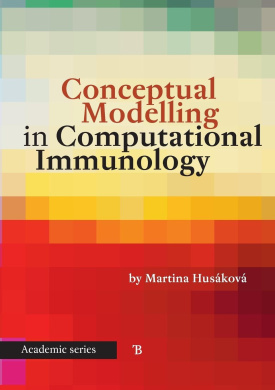 Conceptual
Modelling
in Computational
Immunology
by Martina Husáková
Academic series
B